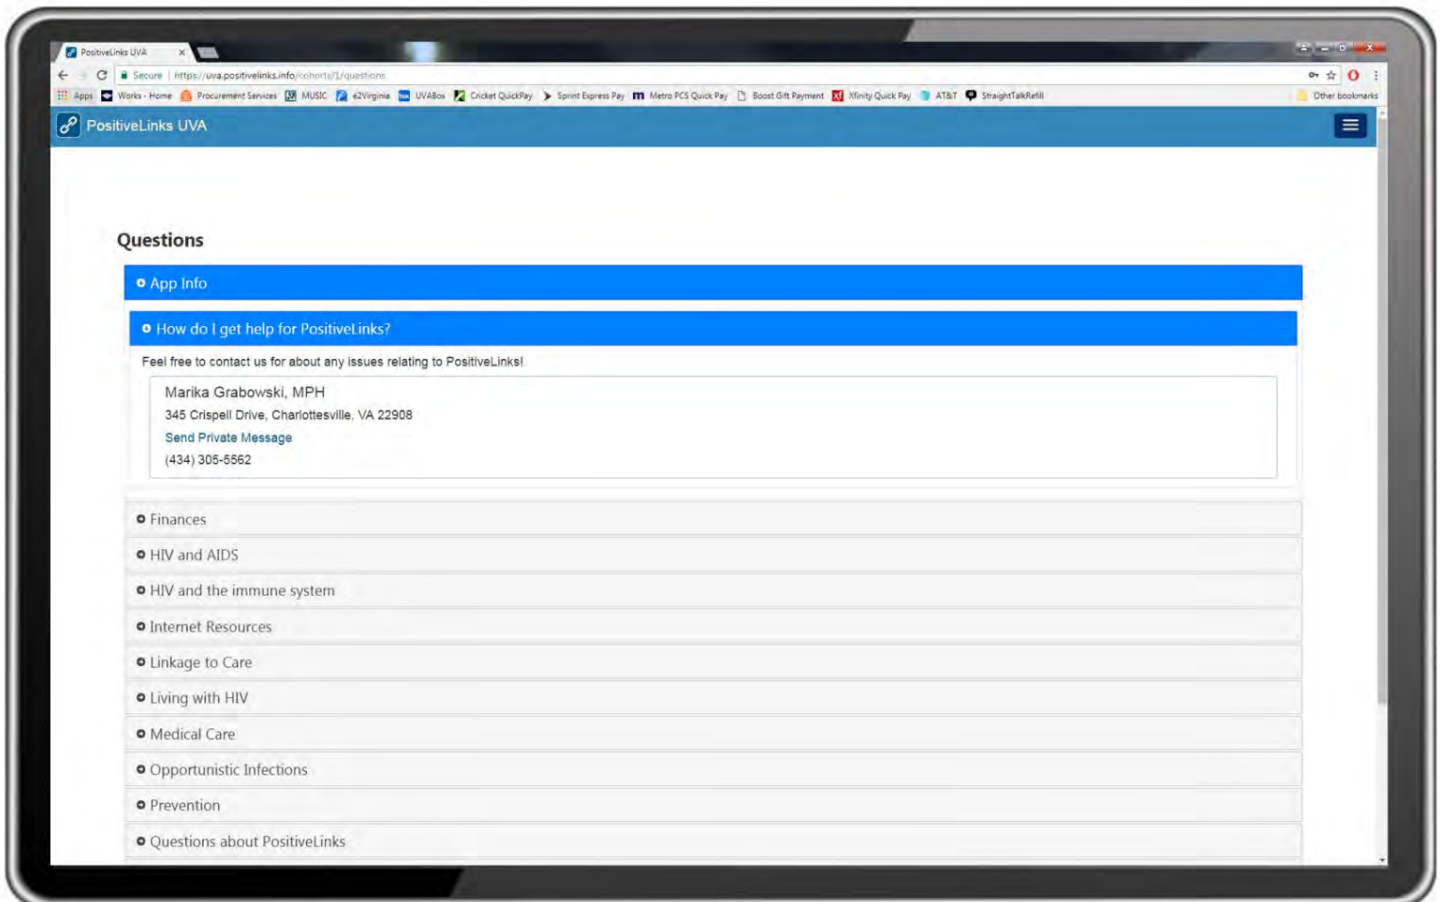 PositiveLinks UVA
Secure | https://uva.positivelinks.info/cohorts/1/questions
Apps Works - Home Procurement Services MUSIC e2Virginia UVABox Cricket QuickPay Sprint Express Pay Metro PCS Quick Pay Boost Gift Payment Xfinity Quick Pay AT&T StraightTalkRefill Other bookmarks
PositiveLinks UVA
Questions
App Info
How do I get help for PositiveLinks?
Feel free to contact us for about any issues relating to PositiveLinks!
Marika Grabowski, MPH
345 Crispell Drive, Charlottesville, VA 22908
Send Private Message
(434) 305-5562
Finances
HIV and AIDS
HIV and the immune system
Internet Resources
Linkage to Care
Living with HIV
Medical Care
Opportunistic Infections
Prevention
Questions about PositiveLinks